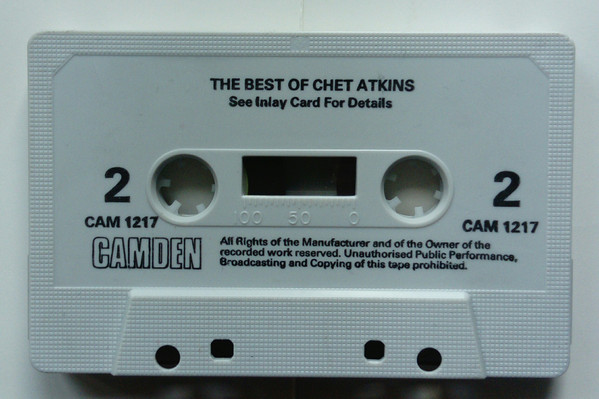 THE BEST OF CHET ATKINS
See Inlay Card For Details
2
2
CAM 1217
CAM 1217
100 50 0
CAMDEN
All Rights of the Manufacturer and of the Owner of the
recorded work reserved. Unauthorised Public Performance,
Broadcasting and Copying of this tape prohibited.